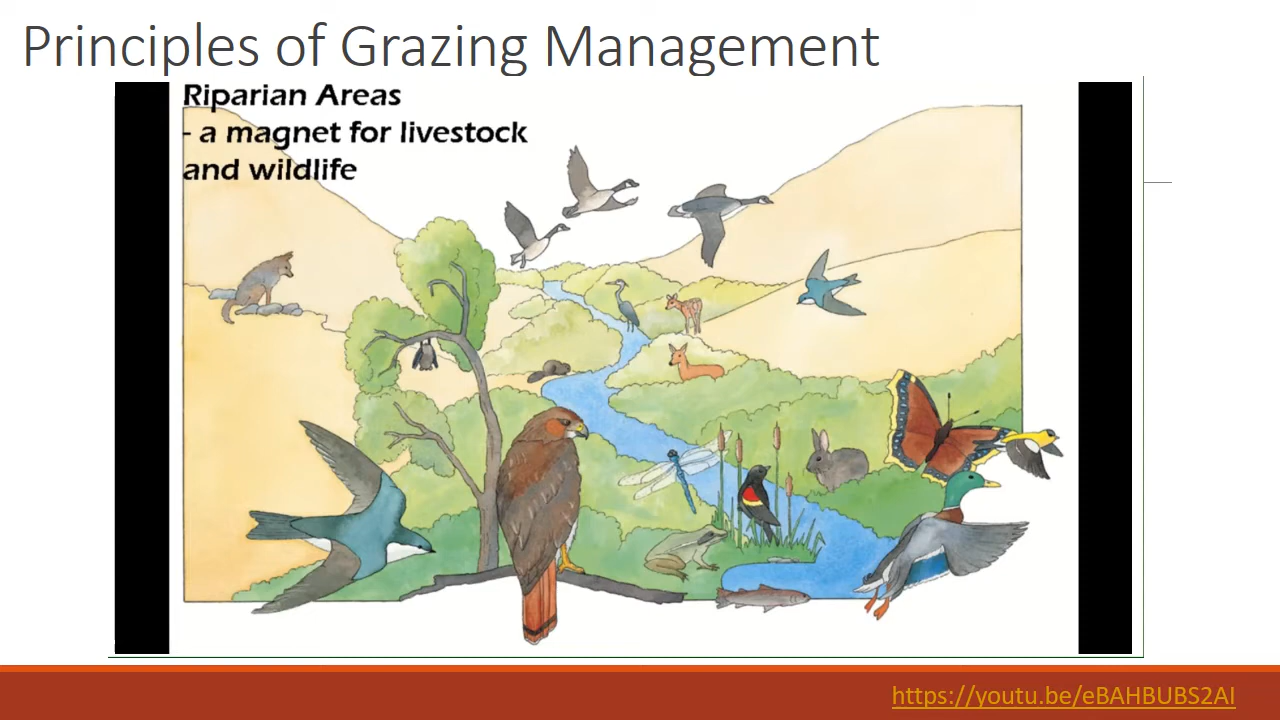 Principles of Grazing Management
Riparian Areas
- a magnet for livestock
and wildlife
https://youtu.be/eBAHBUBS2AI